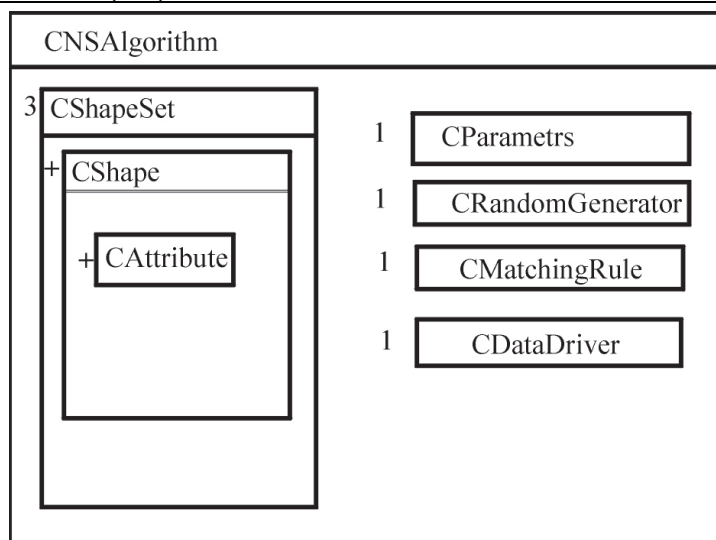 CNSAlgorithm
3 CShapeSet
+ CShape
+ CAttribute
1 CParametrs
1 CRandomGenerator
1 CMatchingRule
1 CDataDriver